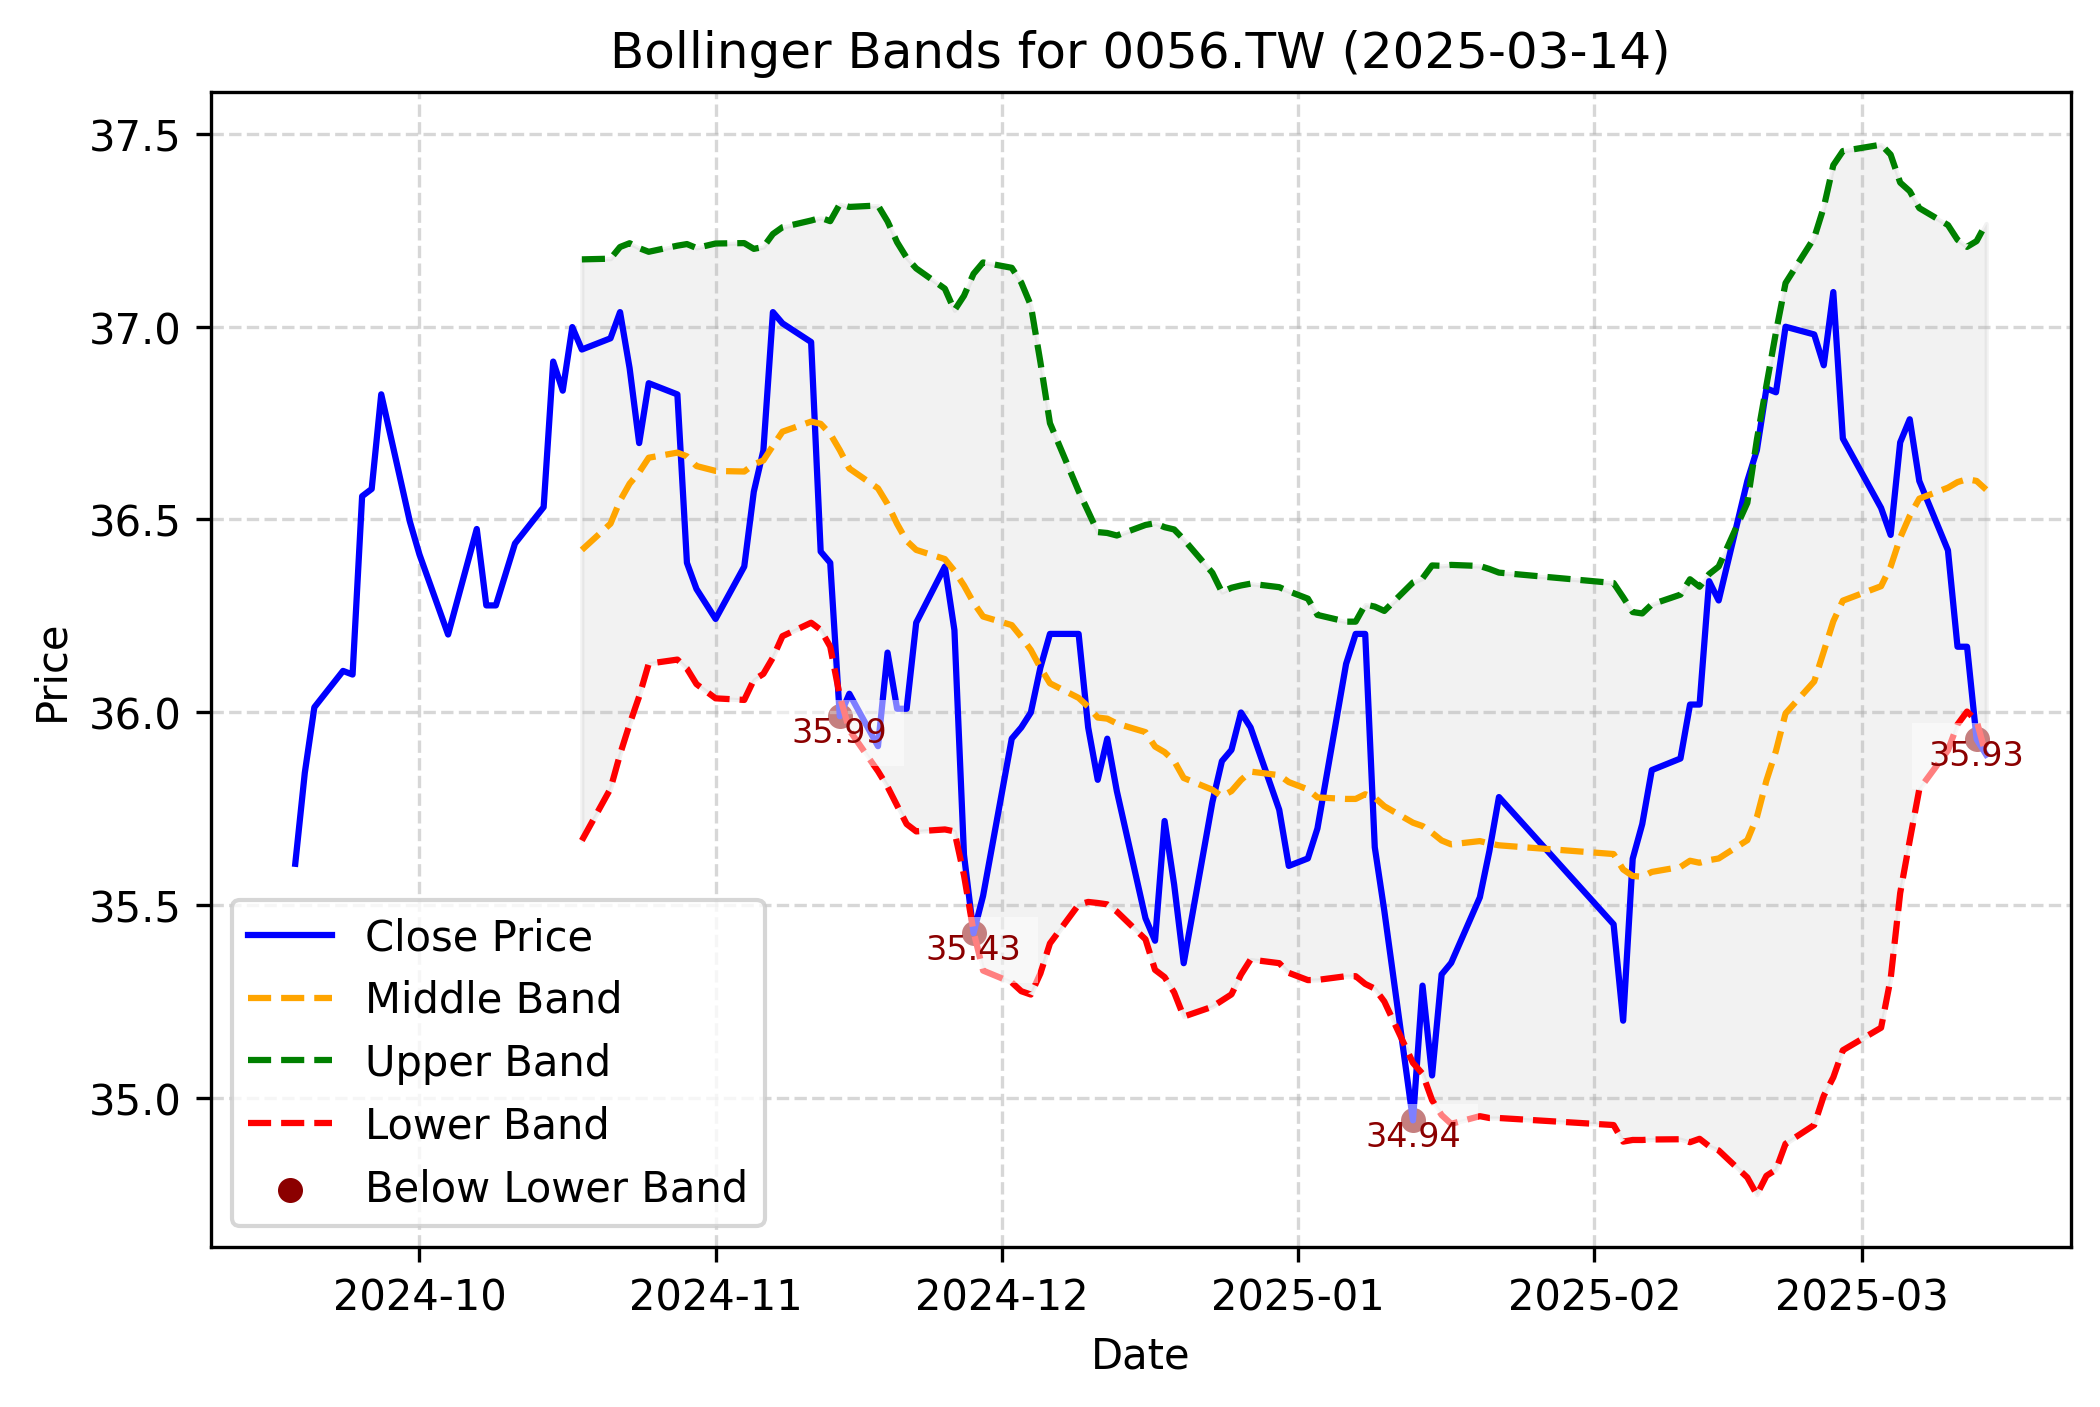 Bollinger Bands for 0056.TW (2025-03-14)
37.5
37.0
36.5
36.0
35.5
35.0
Price
35.99
35.43
34.94
35.93
Close Price
Middle Band
Upper Band
Lower Band
Below Lower Band
2024-10
2024-11
2024-12
2025-01
2025-02
2025-03
Date